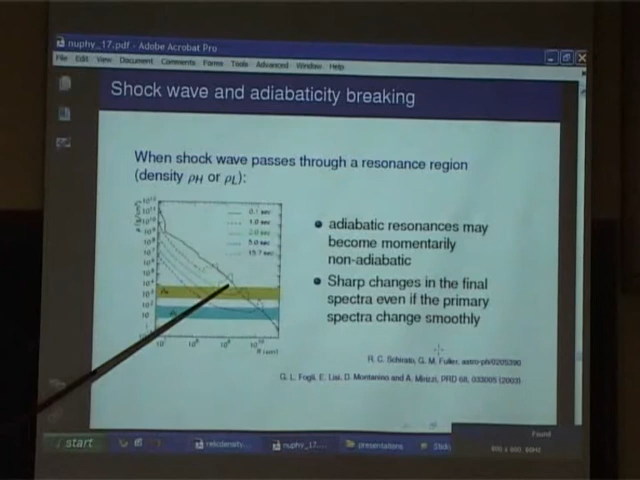 nuphy_17.pdf - Adobe Acrobat Pro
File Edit View Document Comments Forms Tools Advanced Window Help
Shock wave and adiabaticity breaking
When shock wave passes through a resonance region
(density ρH or ρL):
0.1 sec
1.0 sec
2.0 sec
5.0 sec
15.7 sec
adiabatic resonances may
become momentarily
non-adiabatic
Sharp changes in the final
spectra even if the primary
spectra change smoothly
R. C. Schirato, G. M. Fuller, astro-ph/0205390
G. L. Fogli, E. Lisi, D. Montanino and A. Mirizzi, PRD 68, 033005 (2003)
start
relicdensity...
nuphy_17....
presentations
Found